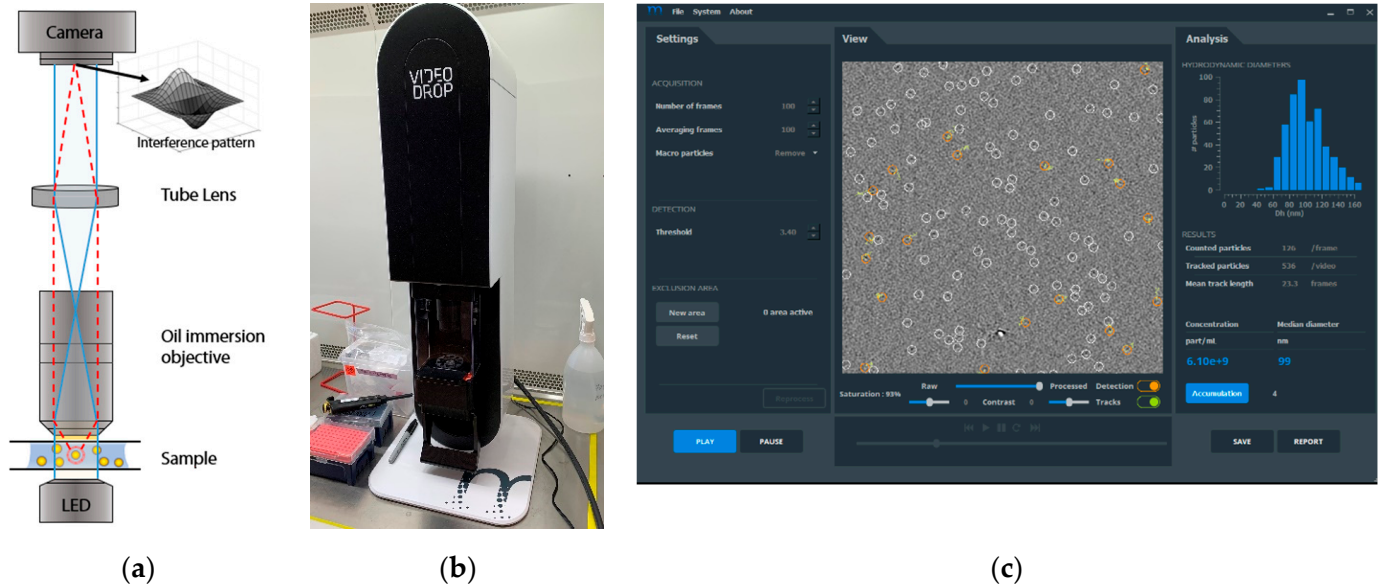 Camera
Interference pattern
Tube Lens
Oil immersion
objective
Sample
LED
(a)
VIDEO
DROP
(b)
m File System About
Settings
ACQUISITION
Number of frames 100
Averaging frames 100
Macro particles Remove
DETECTION
Threshold 3.40
EXCLUSION AREA
New area 0 area active
Reset
Reprocess
PLAY PAUSE
View
Raw Processed Detection
Saturation : 93% 0 Contrast 0 Tracks
Analysis
HYDRODYNAMIC DIAMETERS
# particles
100
80
60
40
20
0
0 20 40 60 80 100 120 140 160
Dh (nm)
RESULTS
Counted particles 126 /frame
Tracked particles 536 /video
Mean track length 23.3 frames
Concentration Median diameter
part/mL nm
6.10e+9 99
Accumulation 4
SAVE REPORT
(c)